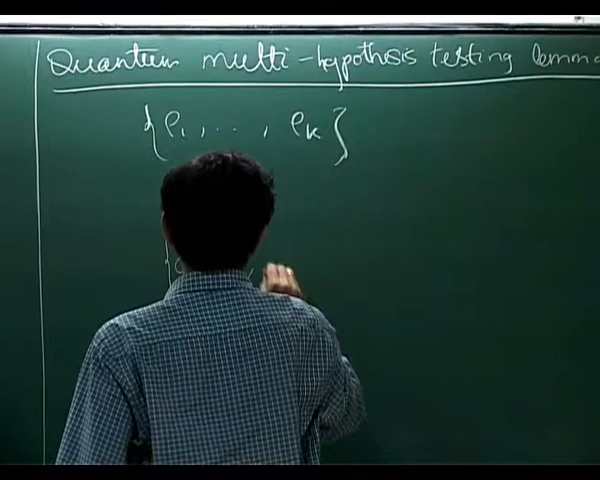 Quantum multi-hypothesis testing lemma
{ρ₁, ..., ρₖ}